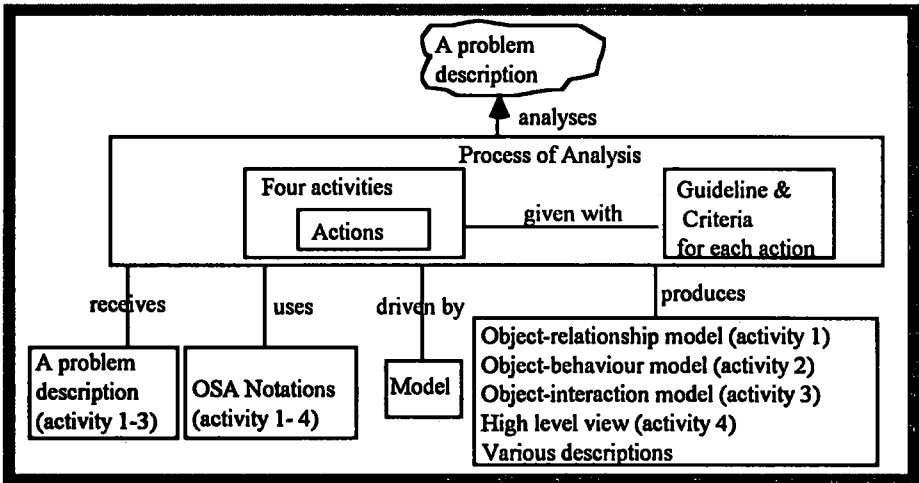 A problem
description
analyses
Process of Analysis
Four activities
Actions
given with
Guideline &
Criteria
for each action
receives
uses
driven by
produces
A problem
description
(activity 1-3)
OSA Notations
(activity 1- 4)
Model
Object-relationship model (activity 1)
Object-behaviour model (activity 2)
Object-interaction model (activity 3)
High level view (activity 4)
Various descriptions